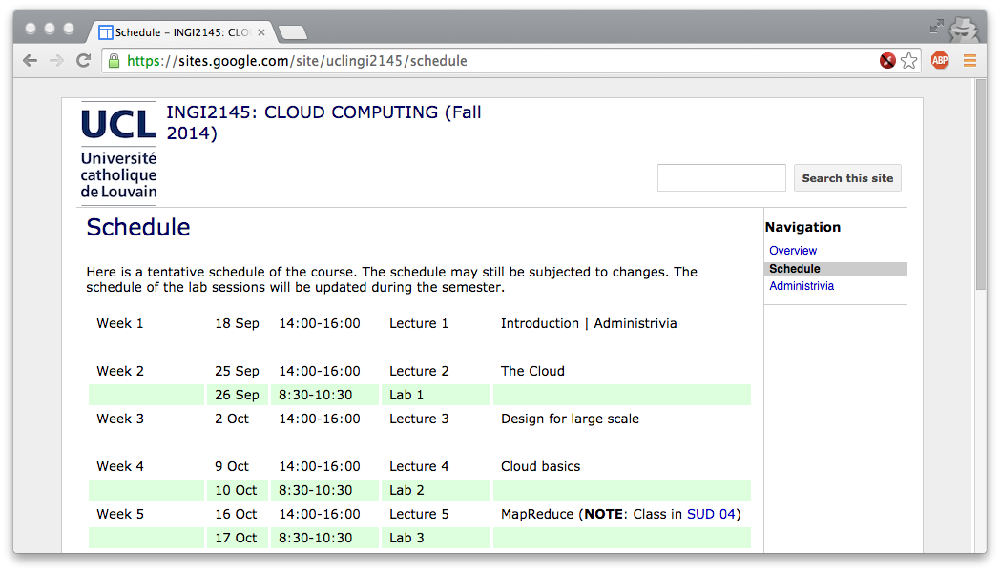 Schedule – INGI2145: CLO
https://sites.google.com/site/uclingi2145/schedule
ABP
UCL
Université
catholique
de Louvain
INGI2145: CLOUD COMPUTING (Fall
2014)
Search this site
Schedule
Here is a tentative schedule of the course. The schedule may still be subjected to changes. The
schedule of the lab sessions will be updated during the semester.
Week 1 18 Sep 14:00-16:00 Lecture 1 Introduction | Administrivia
Week 2 25 Sep 14:00-16:00 Lecture 2 The Cloud
26 Sep 8:30-10:30 Lab 1
Week 3 2 Oct 14:00-16:00 Lecture 3 Design for large scale
Week 4 9 Oct 14:00-16:00 Lecture 4 Cloud basics
10 Oct 8:30-10:30 Lab 2
Week 5 16 Oct 14:00-16:00 Lecture 5 MapReduce (NOTE: Class in SUD 04)
17 Oct 8:30-10:30 Lab 3
Navigation
Overview
Schedule
Administrivia